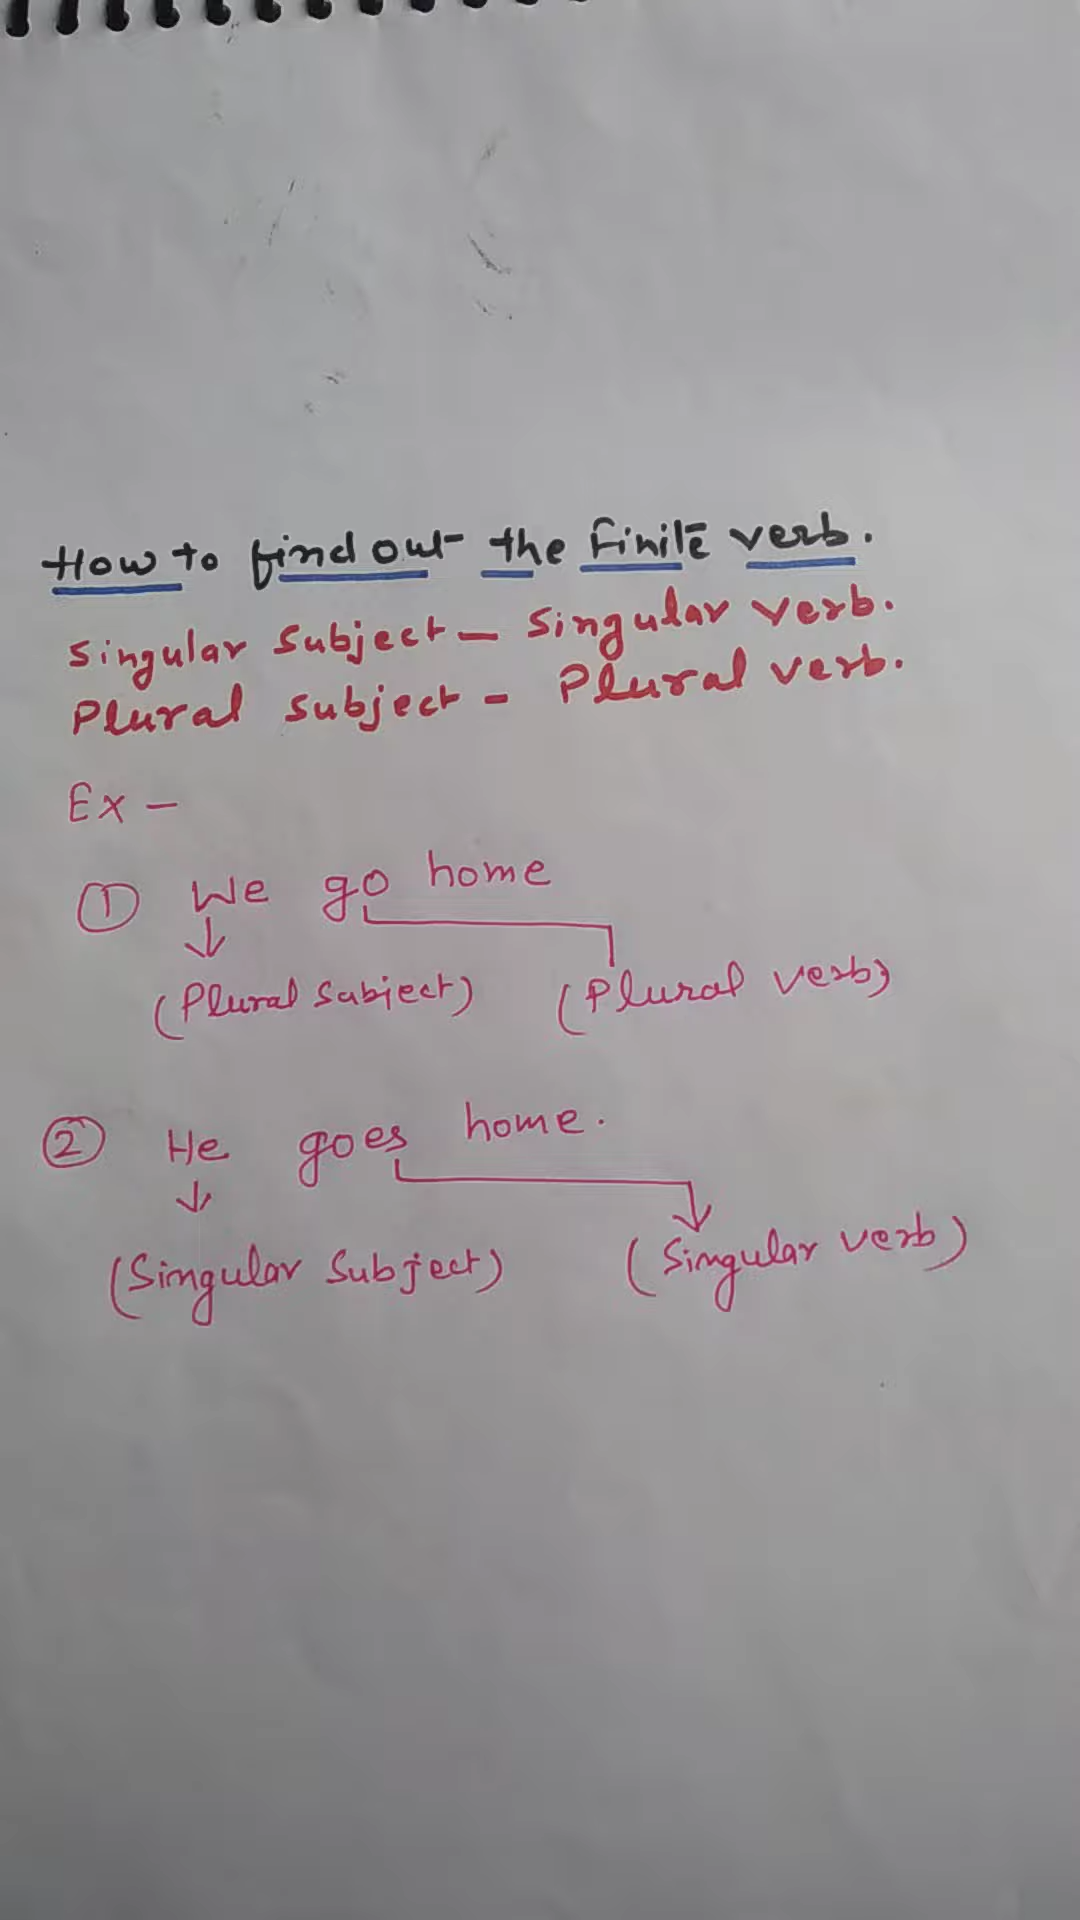 How to find out the finite verb.
Singular Subject - Singular verb.
Plural subject - Plural verb.
Ex -
① We go home
(Plural Subject) (Plural verb)
② He goes home.
(Singular Subject) (Singular verb)